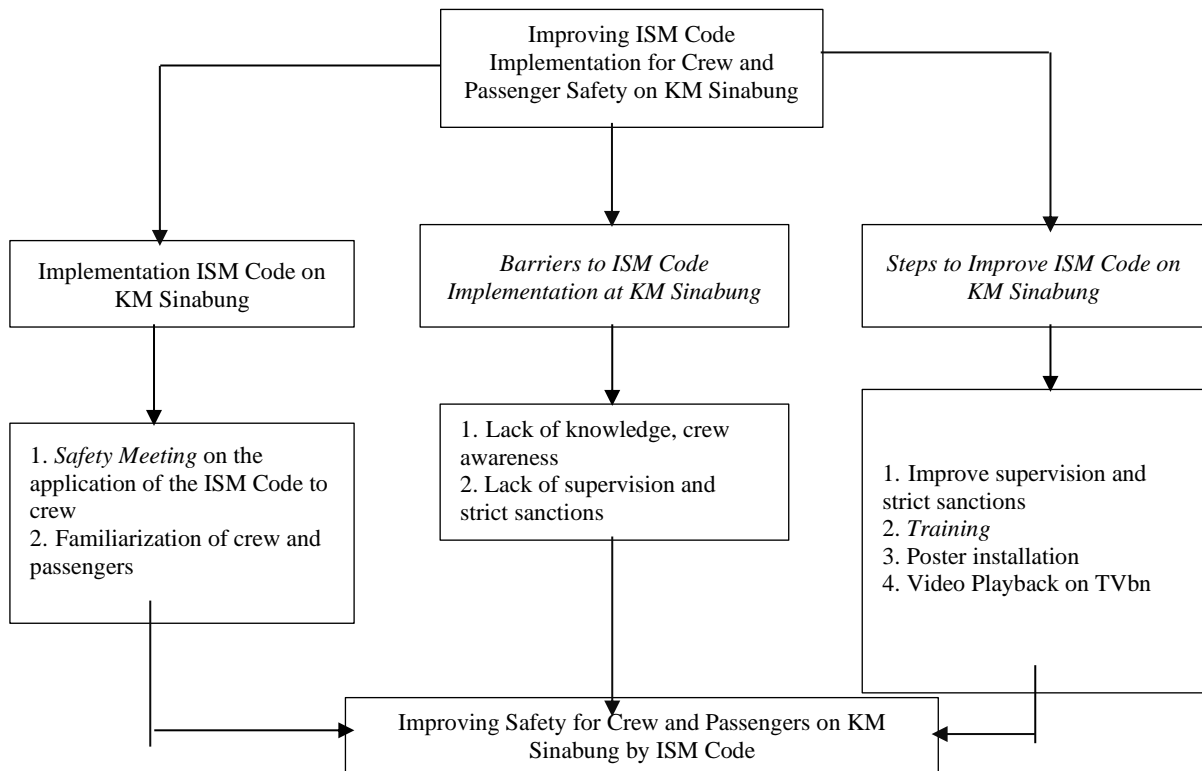 Improving ISM Code
Implementation for Crew and
Passenger Safety on KM Sinabung
Implementation ISM Code on
KM Sinabung
Barriers to ISM Code
Implementation at KM Sinabung
Steps to Improve ISM Code on
KM Sinabung
1. Safety Meeting on the
application of the ISM Code to
crew
2. Familiarization of crew and
passengers
1. Lack of knowledge, crew
awareness
2. Lack of supervision and
strict sanctions
1. Improve supervision and
strict sanctions
2. Training
3. Poster installation
4. Video Playback on TVbn
Improving Safety for Crew and Passengers on KM
Sinabung by ISM Code